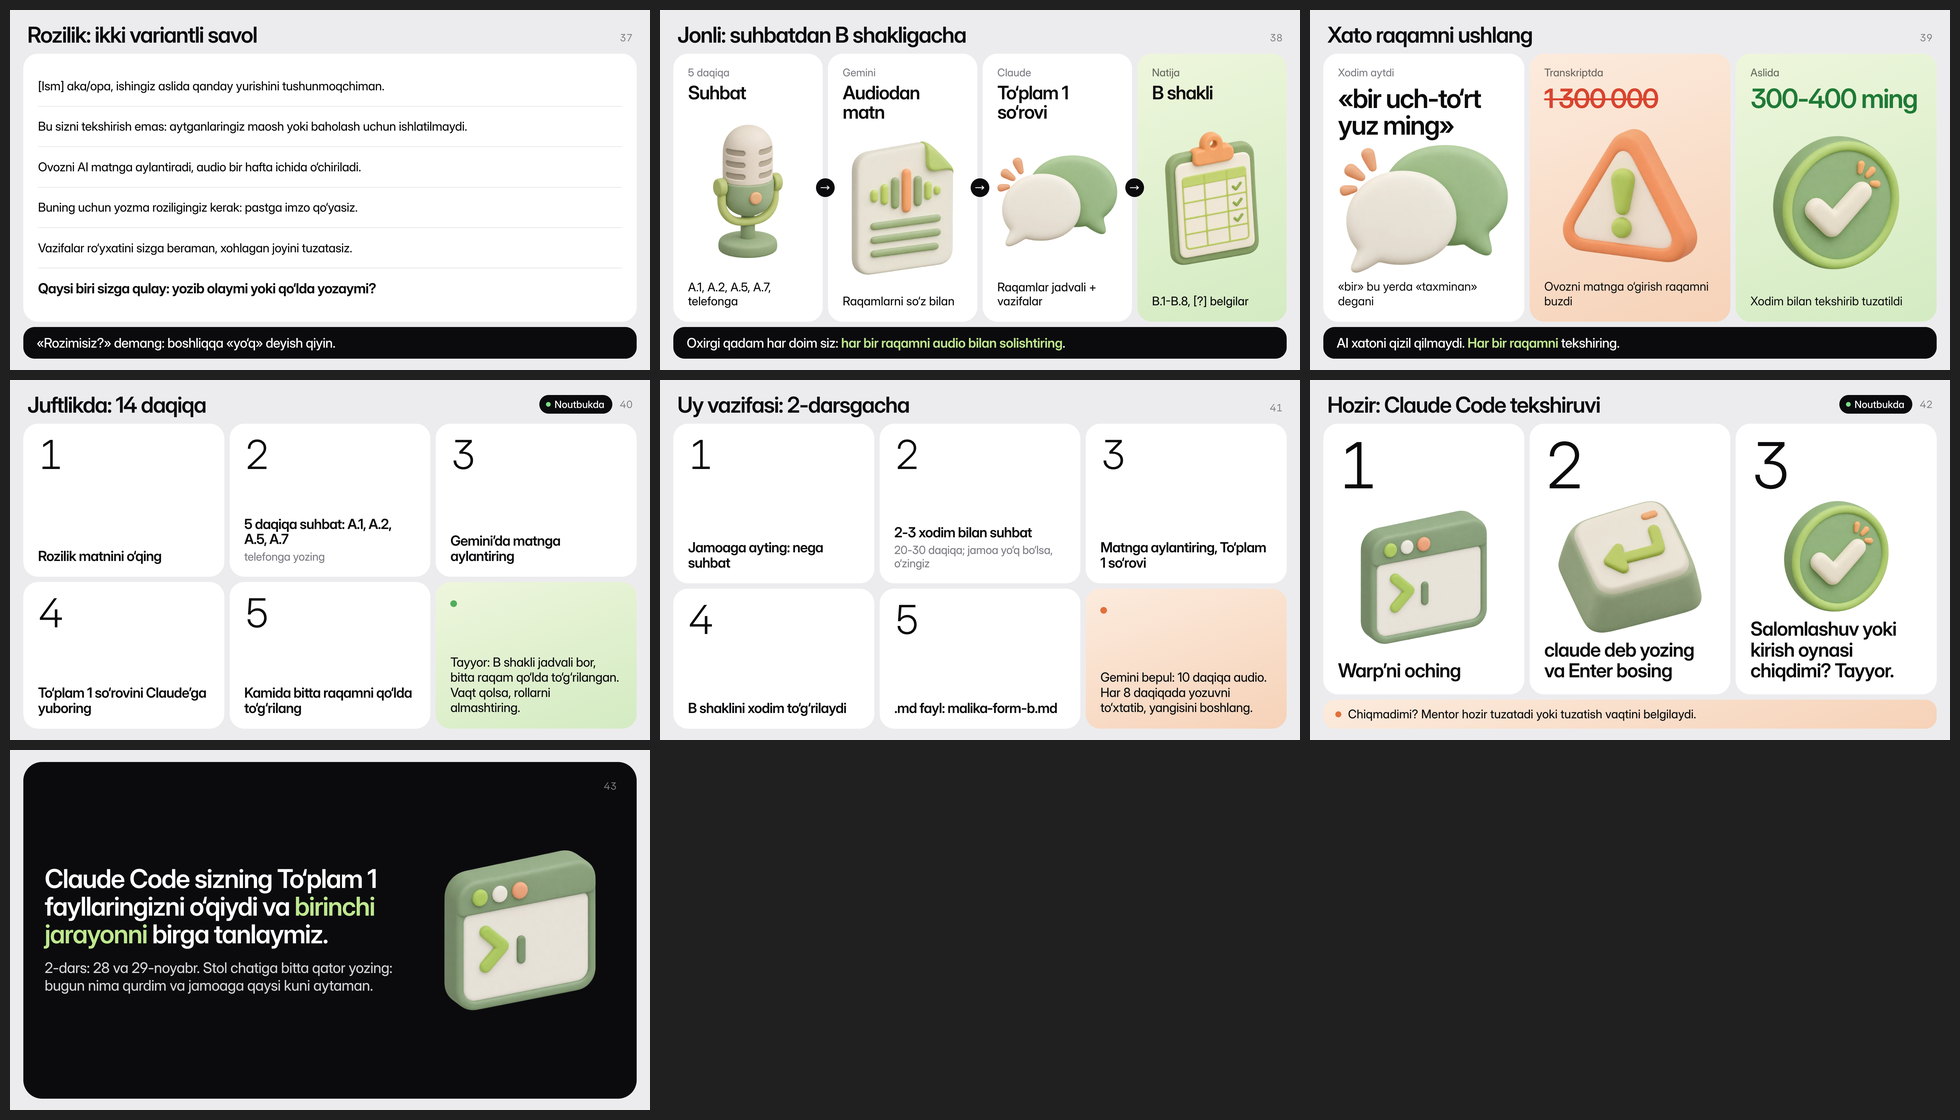 Rozilik: ikki variantli savol
37
[Ism] aka/opa, ishingiz aslida qanday yurishini tushunmoqchiman.
Bu sizni tekshirish emas: aytganlaringiz maosh yoki baholash uchun ishlatilmaydi.
Ovozni AI matnga aylantiradi, audio bir hafta ichida o‘chiriladi.
Buning uchun yozma roziligingiz kerak: pastga imzo qo‘yasiz.
Vazifalar ro‘yxatini sizga beraman, xohlagan joyini tuzatasiz.
Qaysi biri sizga qulay: yozib olaymi yoki qo‘lda yozaymi?
«Rozimisiz?» demang: boshliqqa «yo‘q» deyish qiyin.
Jonli: suhbatdan B shakligacha
38
5 daqiqa
Suhbat
A.1, A.2, A.5, A.7,
telefonga
→
Gemini
Audiodan
matn
Raqamlarni so‘z bilan
→
Claude
To‘plam 1
so‘rovi
Raqamlar jadvali +
vazifalar
→
Natija
B shakli
B.1-B.8, [?] belgilar
Oxirgi qadam har doim siz: har bir raqamni audio bilan solishtiring.
Xato raqamni ushlang
39
Xodim aytdi
«bir uch-to‘rt
yuz ming»
«bir» bu yerda «taxminan»
degani
Transkriptda
1 300 000
Ovozni matnga o‘girish raqamni
buzdi
Aslida
300-400 ming
Xodim bilan tekshirib tuzatildi
AI xatoni qizil qilmaydi. Har bir raqamni tekshiring.
Juftlikda: 14 daqiqa
Noutbukda
40
1
Rozilik matnini o‘qing
2
5 daqiqa suhbat: A.1, A.2,
A.5, A.7
telefonga yozing
3
Gemini’da matnga
aylantiring
4
To‘plam 1 so‘rovini Claude’ga
yuboring
5
Kamida bitta raqamni qo‘lda
to‘g‘rilang
Tayyor: B shakli jadvali bor,
bitta raqam qo‘lda to‘g‘rilangan.
Vaqt qolsa, rollarni
almashtiring.
Uy vazifasi: 2-darsgacha
41
1
Jamoaga ayting: nega
suhbat
2
2-3 xodim bilan suhbat
20-30 daqiqa; jamoa yo‘q bo‘lsa,
o‘zingiz
3
Matnga aylantiring, To‘plam
1 so‘rovi
4
B shaklini xodim to‘g‘rilaydi
5
.md fayl: malika-form-b.md
Gemini bepul: 10 daqiqa audio.
Har 8 daqiqada yozuvni
to‘xtatib, yangisini boshlang.
Hozir: Claude Code tekshiruvi
Noutbukda
42
1
Warp’ni oching
2
claude deb yozing
va Enter bosing
3
Salomlashuv yoki
kirish oynasi
chiqdimi? Tayyor.
Chiqmadimi? Mentor hozir tuzatadi yoki tuzatish vaqtini belgilaydi.
43
Claude Code sizning To‘plam 1
fayllaringizni o‘qiydi va birinchi
jarayonni birga tanlaymiz.
2-dars: 28 va 29-noyabr. Stol chatiga bitta qator yozing:
bugun nima qurdim va jamoaga qaysi kuni aytaman.